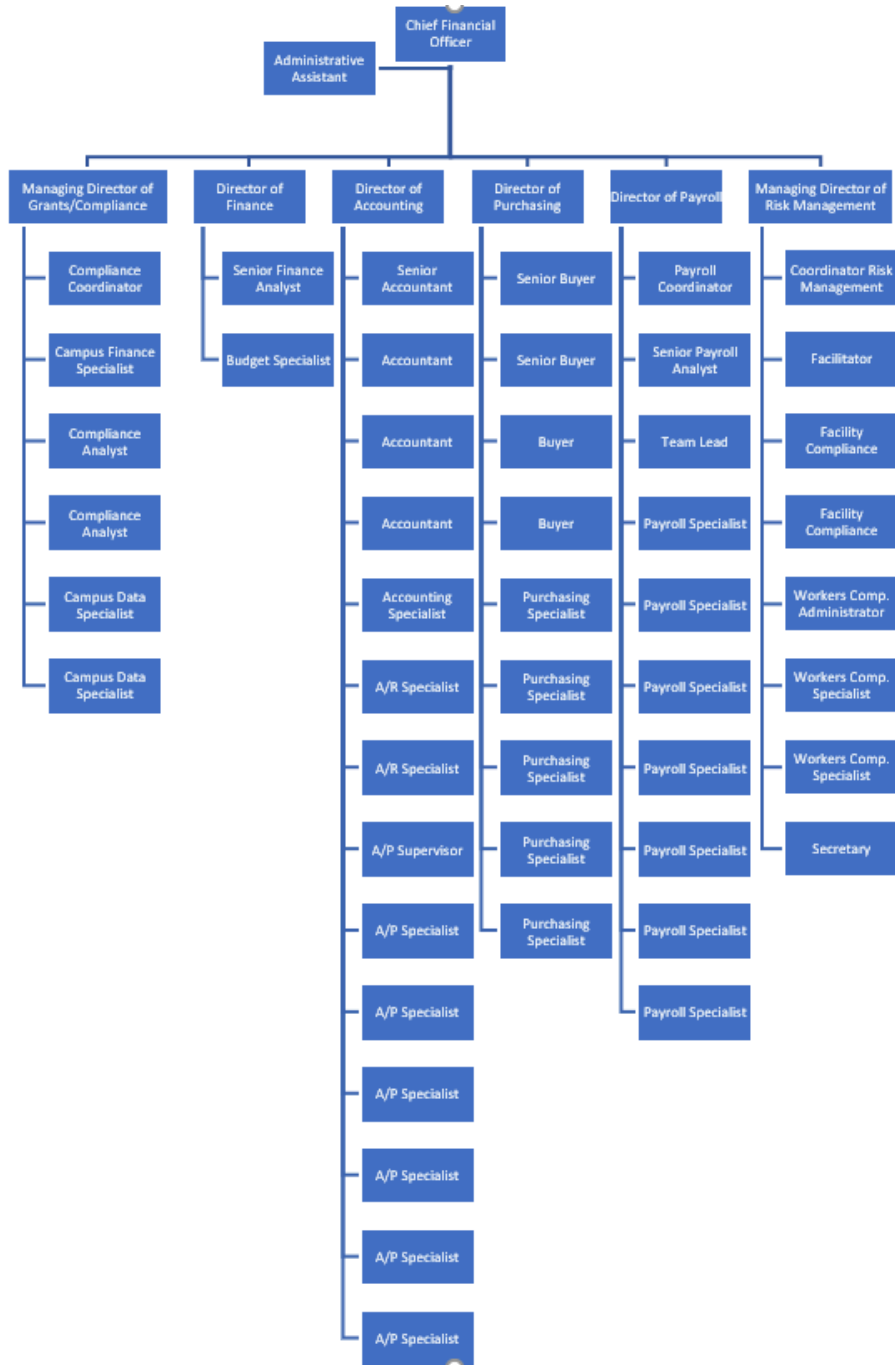 Chief Financial
Officer
Administrative
Assistant
Managing Director of
Grants/Compliance
Director of
Finance
Director of
Accounting
Director of
Purchasing
Director of Payroll
Managing Director of
Risk Management
Compliance
Coordinator
Senior Finance
Analyst
Senior
Accountant
Senior Buyer
Payroll
Coordinator
Coordinator Risk
Management
Campus Finance
Specialist
Budget Specialist
Accountant
Senior Buyer
Senior Payroll
Analyst
Facilitator
Compliance
Analyst
Accountant
Buyer
Team Lead
Facility
Compliance
Compliance
Analyst
Accountant
Buyer
Payroll Specialist
Facility
Compliance
Campus Data
Specialist
Accounting
Specialist
Purchasing
Specialist
Payroll Specialist
Workers Comp.
Administrator
Campus Data
Specialist
A/R Specialist
Purchasing
Specialist
Payroll Specialist
Workers Comp.
Specialist
A/R Specialist
Purchasing
Specialist
Payroll Specialist
Workers Comp.
Specialist
A/P Supervisor
Purchasing
Specialist
Payroll Specialist
Secretary
A/P Specialist
Purchasing
Specialist
Payroll Specialist
A/P Specialist
Payroll Specialist
A/P Specialist
A/P Specialist
A/P Specialist
A/P Specialist